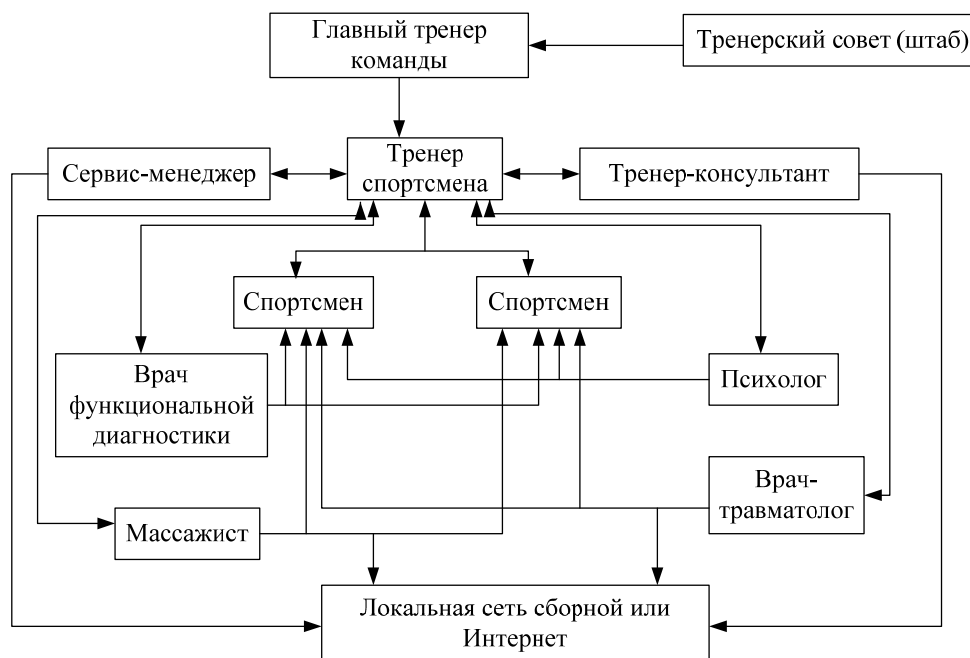 Главный тренер
команды
Тренерский совет (штаб)
Сервис-менеджер
Тренер
спортсмена
Тренер-консультант
Спортсмен
Спортсмен
Врач
функциональной
диагностики
Психолог
Врач-
травматолог
Массажист
Локальная сеть сборной или
Интернет